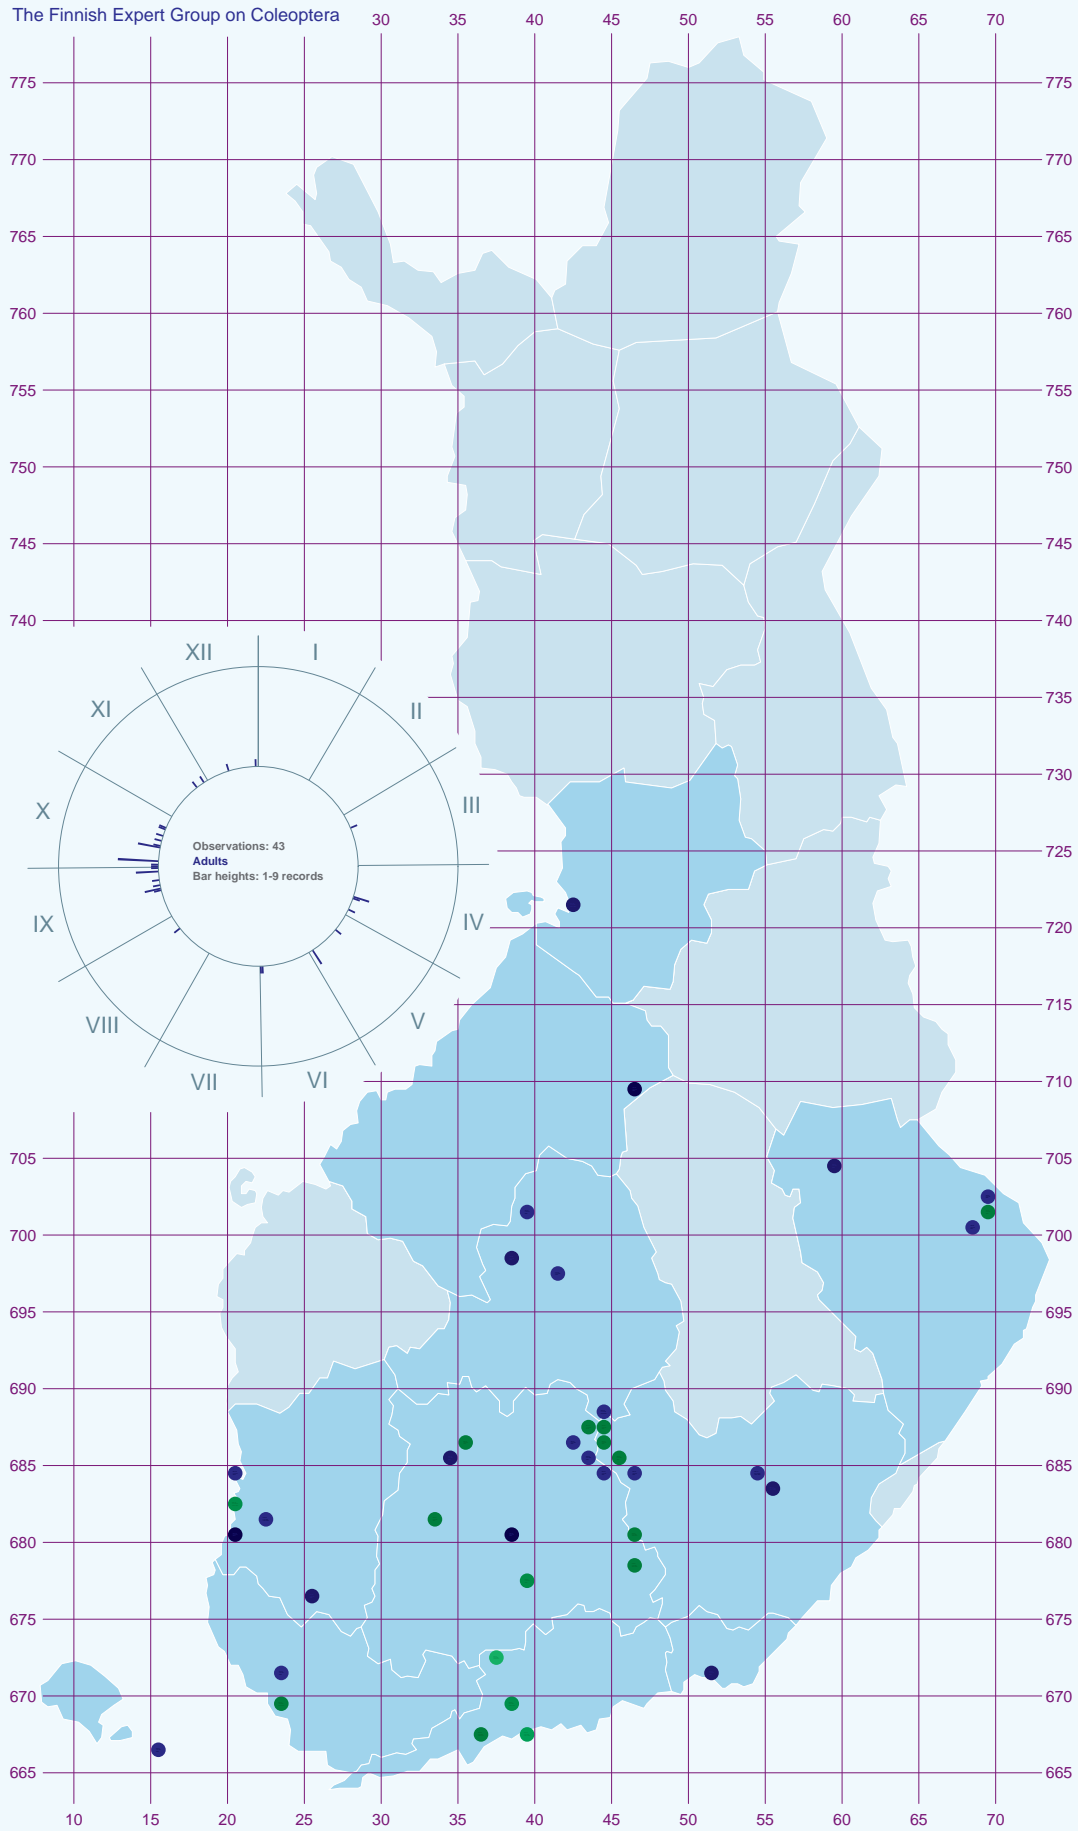 The Finnish Expert Group on Coleoptera
30 35 40 45 50 55 60 65 70
775 775
770 770
765 765
760 760
755 755
750 750
745 745
740 740
735
730
725
720
715
710
705 705
700 700
695 695
690 690
685 685
680 680
675 675
670 670
665 665
10 15 20 25 30 35 40 45 50 55 60 65 70
XII I
XI II
X III
IX IV
VIII V
VII VI
Observations: 43
Adults
Bar heights: 1-9 records